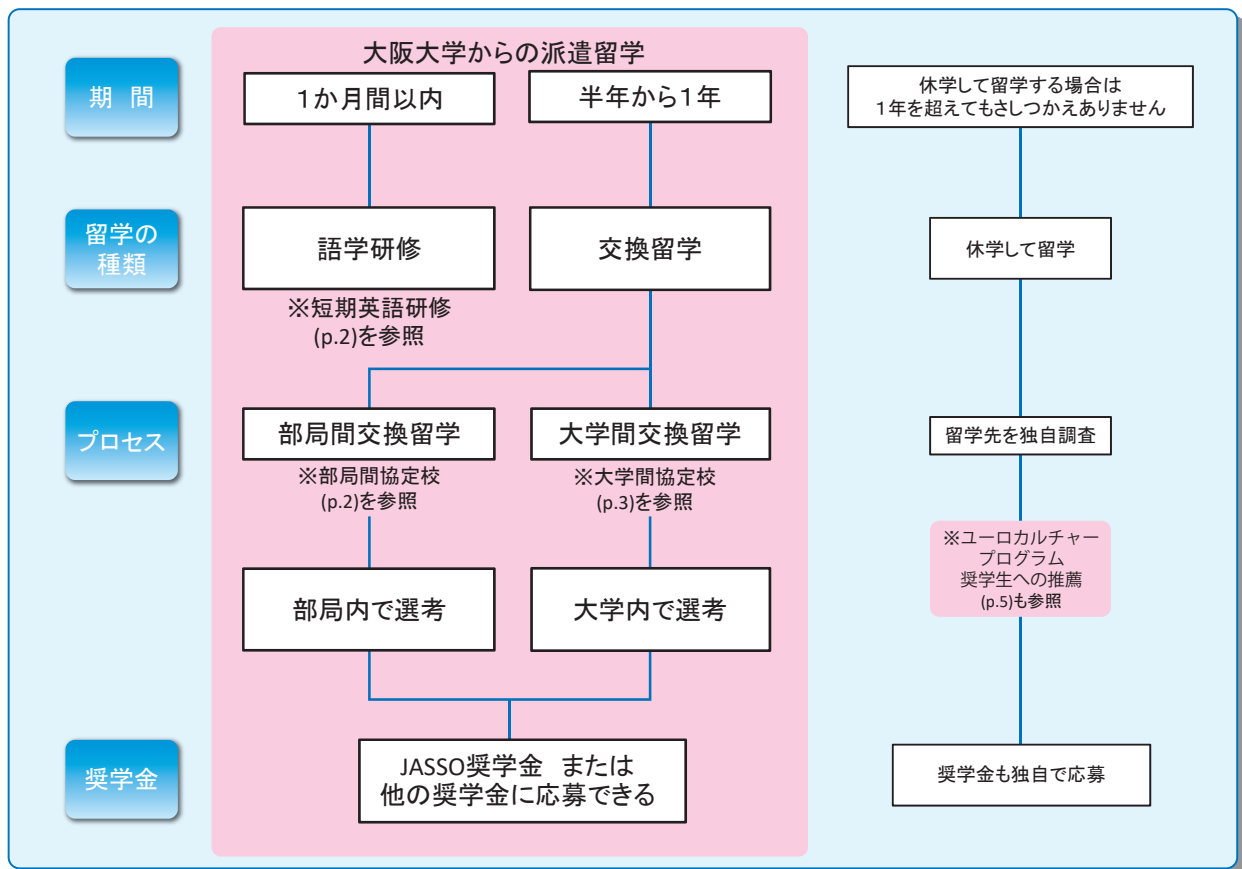 大阪大学からの派遣留学
期 間
1か月間以内
半年から1年
休学して留学する場合は
1年を超えてもさしつかえありません
留学の
種類
語学研修
交換留学
休学して留学
※短期英語研修
(p.2)を参照
プロセス
部局間交換留学
大学間交換留学
留学先を独自調査
※部局間協定校
(p.2)を参照
※大学間協定校
(p.3)を参照
※ユーロカルチャー
プログラム
奨学生への推薦
(p.5)も参照
部局内で選考
大学内で選考
奨学金
JASSO奨学金 または
他の奨学金に応募できる
奨学金も独自で応募